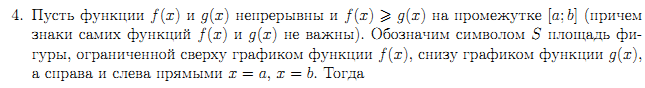 4. Пусть функции f(x) и g(x) непрерывны и f(x) ⩾ g(x) на промежутке [a; b] (причем
знаки самих функций f(x) и g(x) не важны). Обозначим символом S площадь фи-
гуры, ограниченной сверху графиком функции f(x), снизу графиком функции g(x),
а справа и слева прямыми x = a, x = b. Тогда